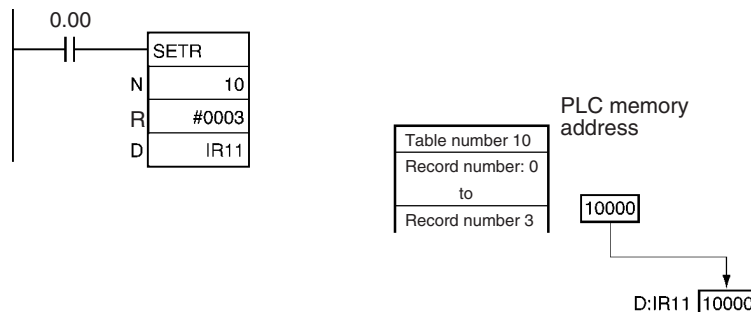 0.00
SETR
N 10
R #0003
D IR11
PLC memory
address
Table number 10
Record number: 0
to
Record number 3
10000
D:IR11 10000